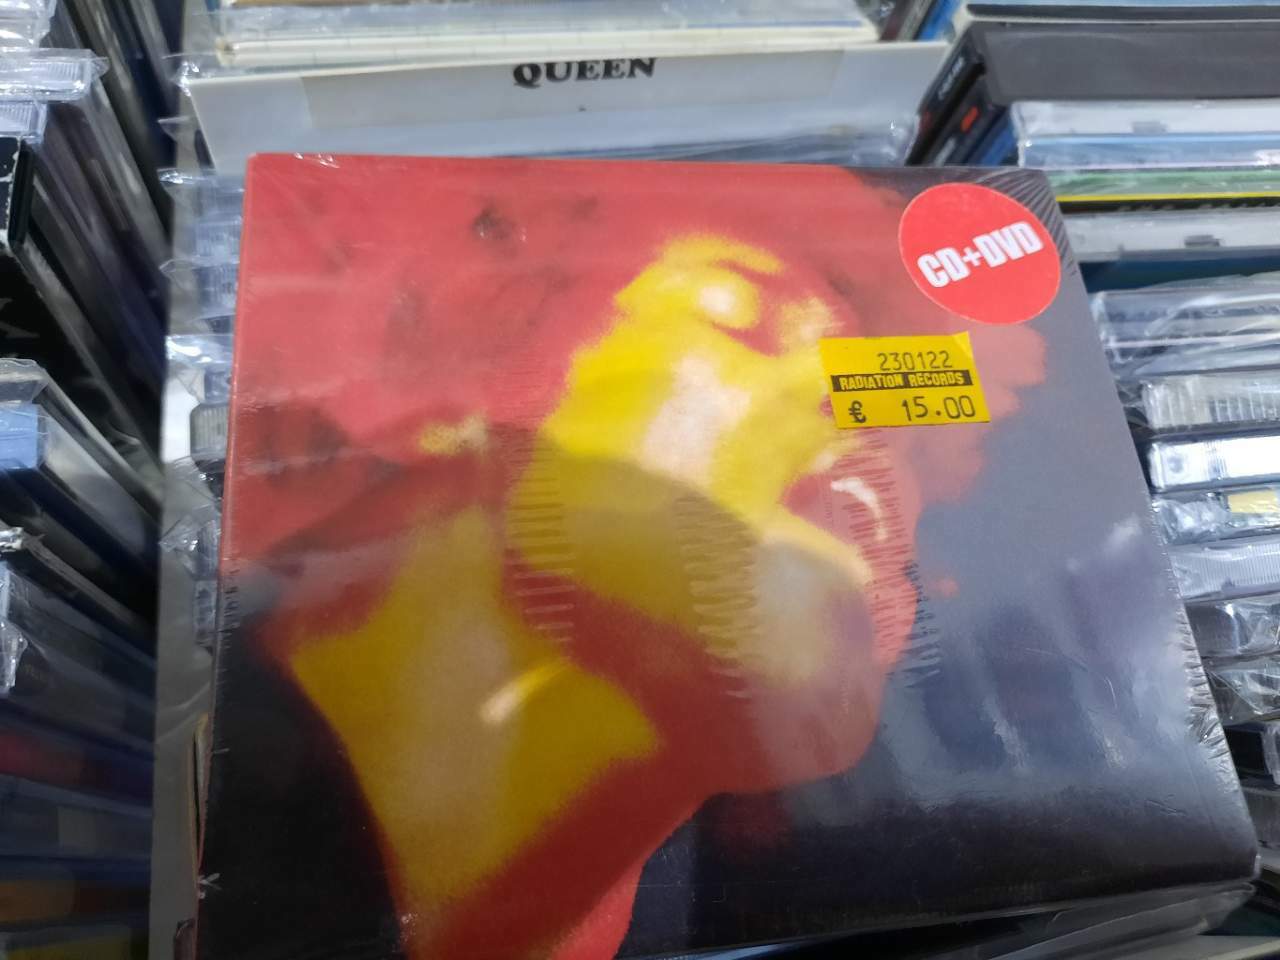 QUEEN
CD+DVD
230122
RADIATION RECORDS
€ 15.00